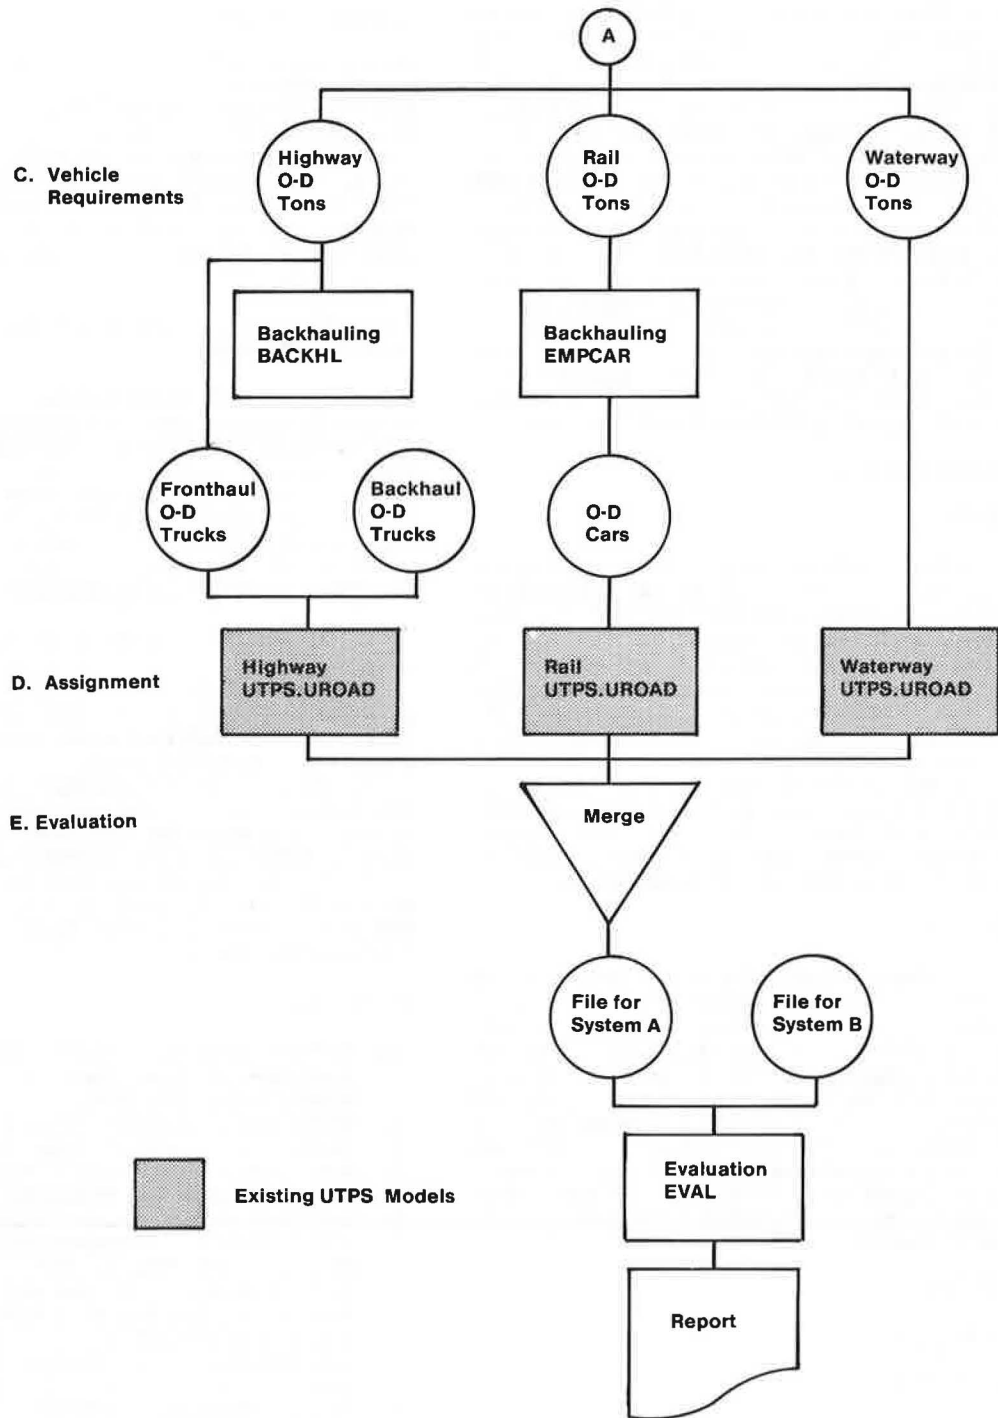 A
C. Vehicle
Requirements
Highway
O-D
Tons
Rail
O-D
Tons
Waterway
O-D
Tons
Backhauling
BACKHL
Backhauling
EMPCAR
Fronthaul
O-D
Trucks
Backhaul
O-D
Trucks
O-D
Cars
D. Assignment
Highway
UTPS.UROAD
Rail
UTPS.UROAD
Waterway
UTPS.UROAD
E. Evaluation
Merge
File for
System A
File for
System B
Existing UTPS Models
Evaluation
EVAL
Report